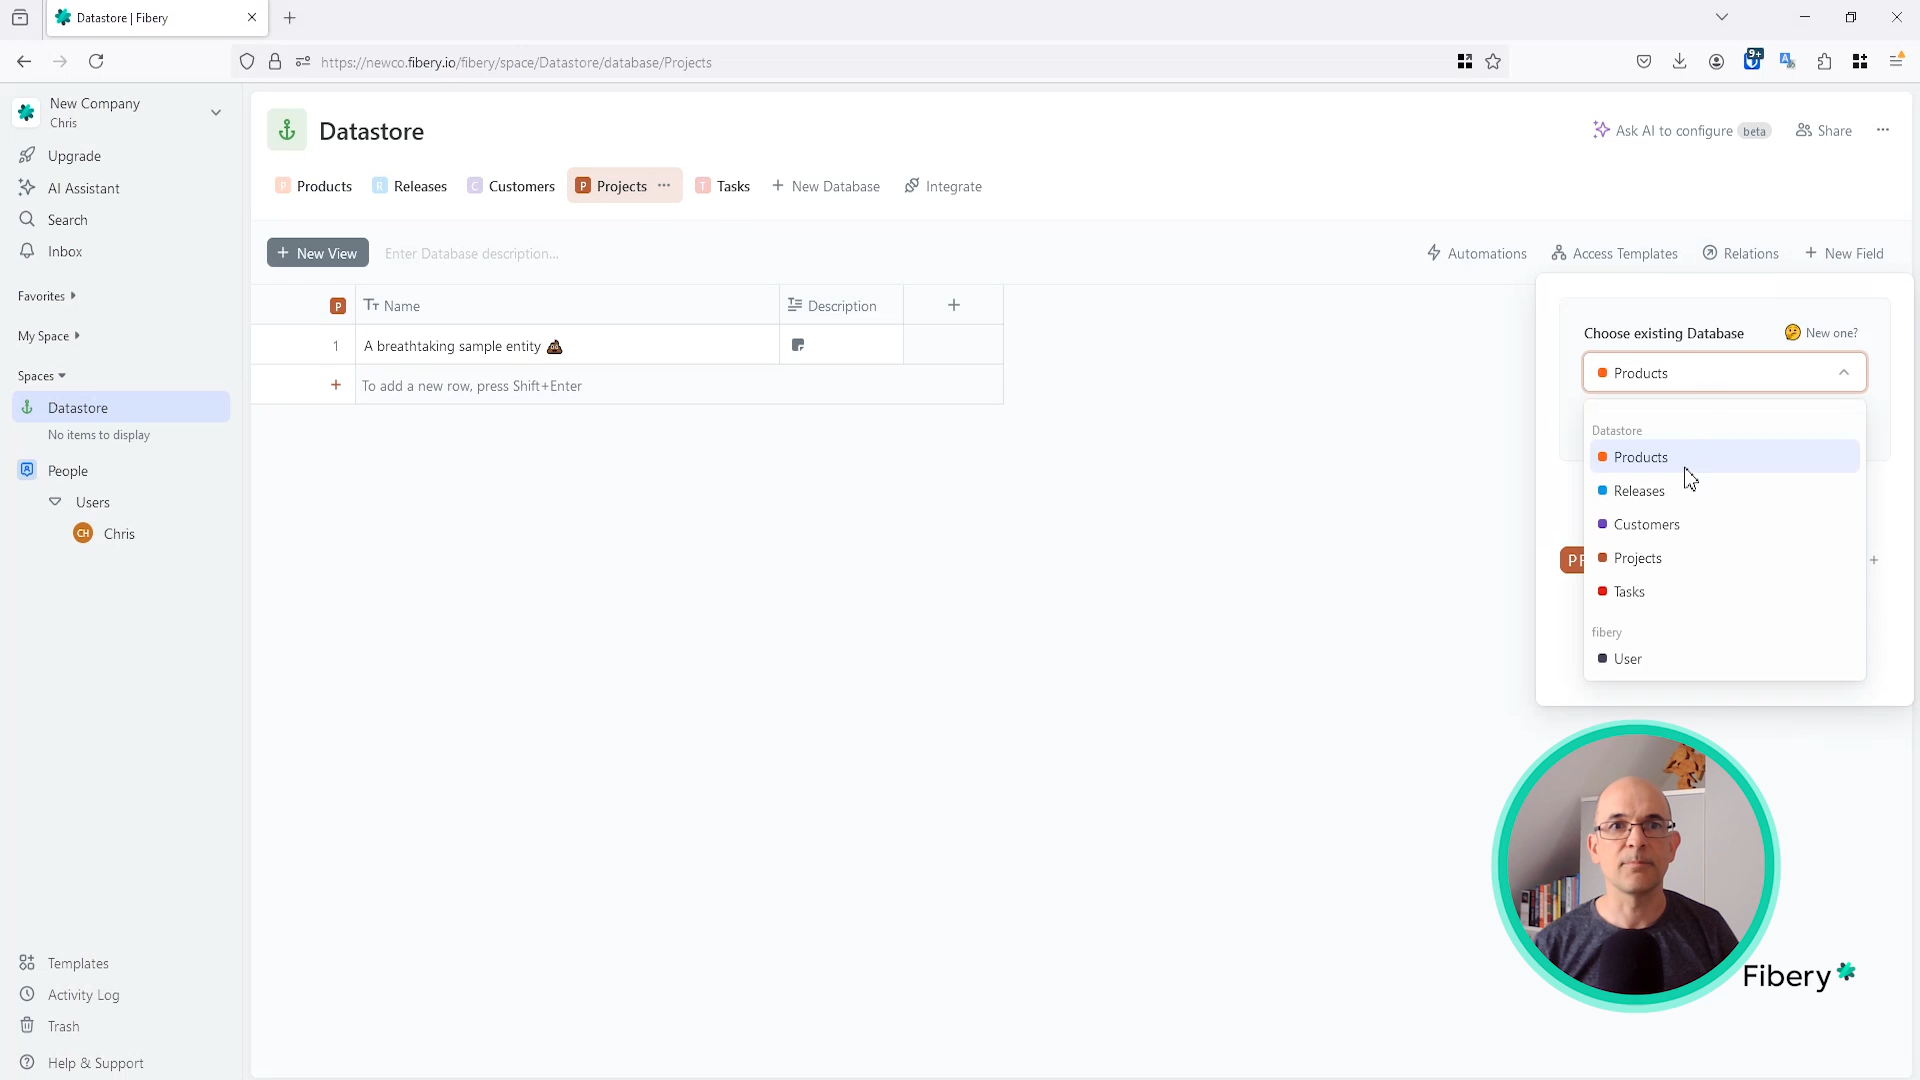 Datastore | Fibery
https://newco.fibery.io/fibery/space/Datastore/database/Projects
9+
New Company
Chris
Upgrade
AI Assistant
Search
Inbox
Favorites
My Space
Spaces
Datastore
No items to display
People
Users
CH Chris
Templates
Activity Log
Trash
Help & Support
Datastore
Ask AI to configure beta
Share
P Products
R Releases
C Customers
P Projects
T Tasks
+ New Database
Integrate
+ New View
Enter Database description...
Automations
Access Templates
Relations
+ New Field
P
Name
Description
1 A breathtaking sample entity 💩
To add a new row, press Shift+Enter
Choose existing Database
🤔 New one?
Products
Datastore
Products
Releases
Customers
Projects
Tasks
fibery
User
Fibery